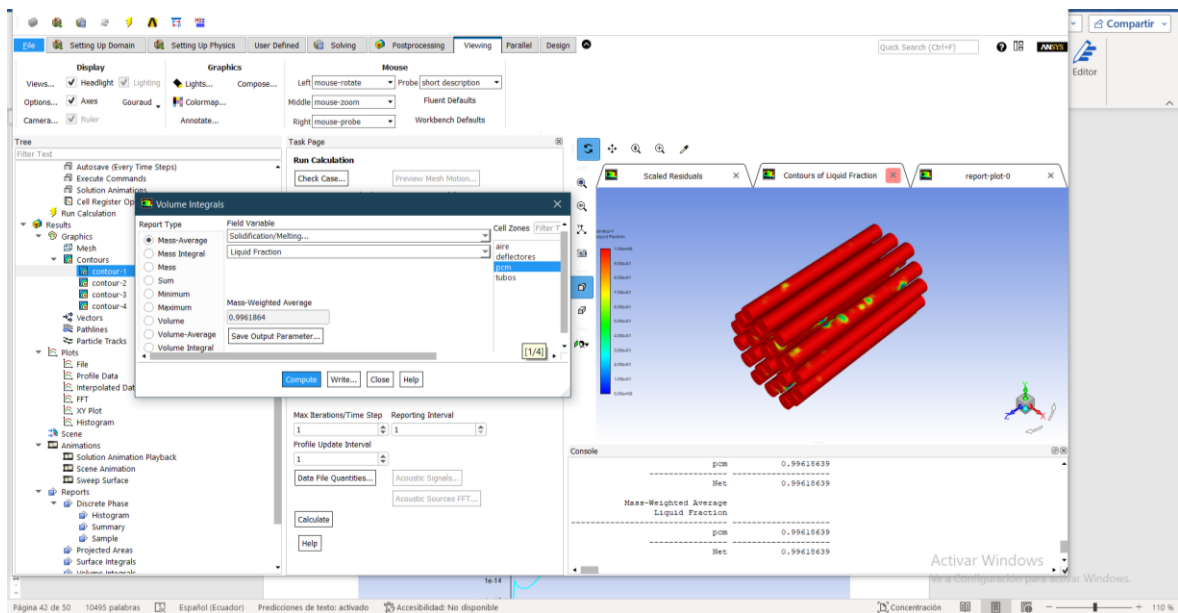 Compartir
File Setting Up Domain Setting Up Physics User Defined Solving Postprocessing Viewing Parallel Design
Quick Search (Ctrl+F)
ANSYS
Editor
Display Graphics Mouse
Views... Headlight Lighting Lights... Compose... Left mouse-rotate Probe short description
Options... Axes Gouraud Colormap... Middle mouse-zoom Fluent Defaults
Camera... Ruler Annotate... Right mouse-probe Workbench Defaults
Tree
Filter Text
Autosave (Every Time Steps)
Execute Commands
Solution Animations
Cell Register Op
Run Calculation
Results
Graphics
Mesh
Contours
contour-1
contour-2
contour-3
contour-4
Vectors
Pathlines
Particle Tracks
Plots
File
Profile Data
Interpolated Dat
FFT
XY Plot
Histogram
Scene
Animations
Solution Animation Playback
Scene Animation
Sweep Surface
Reports
Discrete Phase
Histogram
Summary
Sample
Projected Areas
Surface Integrals
Volume Integrals
Task Page
Run Calculation
Check Case... Preview Mesh Motion...
Volume Integrals
Report Type
Mass-Average
Mass Integral
Mass
Sum
Minimum
Maximum
Volume
Volume-Average
Volume Integral
Field Variable
Solidification/Melting...
Liquid Fraction
Mass-Weighted Average
0.9961864
Save Output Parameter...
Cell Zones Filter T
aire
deflectores
pcm
tubos
[1/4]
Compute Write... Close Help
Max Iterations/Time Step Reporting Interval
1 1
Profile Update Interval
1
Data File Quantities... Acoustic Signals...
Acoustic Sources FFT...
Calculate
Help
Scaled Residuals Contours of Liquid Fraction report-plot-0
contour-1
Y
Z X
Console
pcm 0.99618639
Net 0.99618639
Mass-Weighted Average
Liquid Fraction
pcm 0.99618639
Net 0.99618639
Activar Windows
Ve a Configuración para activar Windows.
1e-14
Página 42 de 50 10495 palabras Español (Ecuador) Predicciones de texto: activado Accesibilidad: No disponible Concentración 110 %